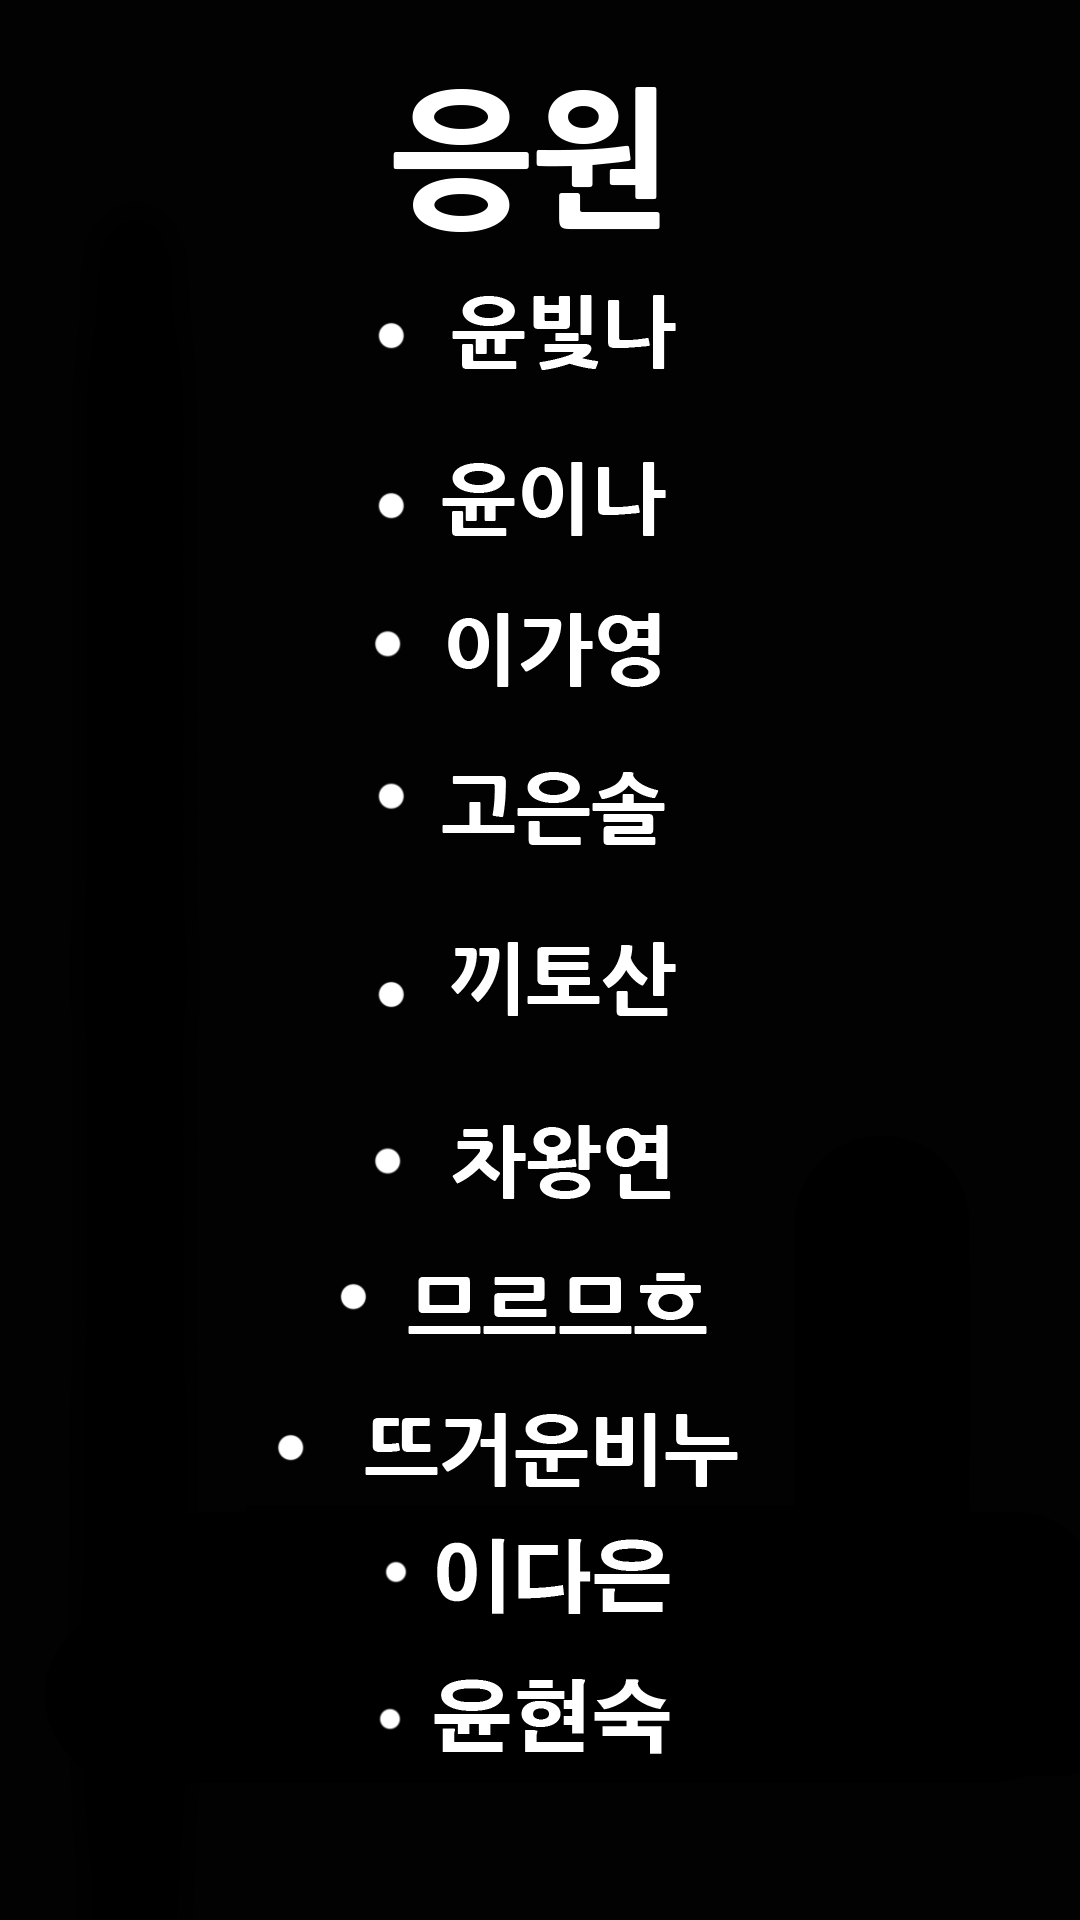 응원
• 윤빛나
• 윤이나
• 이가영
• 고은솔
• 끼토산
• 차왕연
• 므르므흐
• 뜨거운비누
• 이다은
• 윤현숙